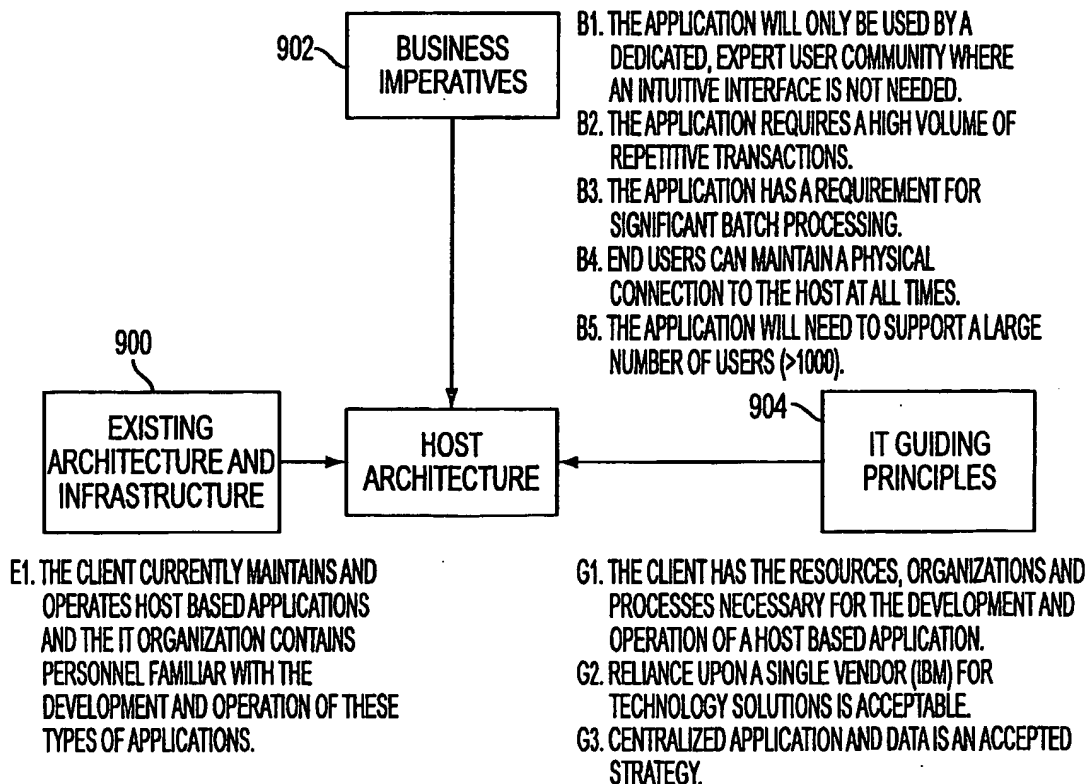 902
BUSINESS
IMPERATIVES
B1. THE APPLICATION WILL ONLY BE USED BY A
DEDICATED, EXPERT USER COMMUNITY WHERE
AN INTUITIVE INTERFACE IS NOT NEEDED.
B2. THE APPLICATION REQUIRES A HIGH VOLUME OF
REPETITIVE TRANSACTIONS.
B3. THE APPLICATION HAS A REQUIREMENT FOR
SIGNIFICANT BATCH PROCESSING.
B4. END USERS CAN MAINTAIN A PHYSICAL
CONNECTION TO THE HOST AT ALL TIMES.
B5. THE APPLICATION WILL NEED TO SUPPORT A LARGE
NUMBER OF USERS (>1000).
900
EXISTING
ARCHITECTURE AND
INFRASTRUCTURE
HOST
ARCHITECTURE
904
IT GUIDING
PRINCIPLES
E1. THE CLIENT CURRENTLY MAINTAINS AND
OPERATES HOST BASED APPLICATIONS
AND THE IT ORGANIZATION CONTAINS
PERSONNEL FAMILIAR WITH THE
DEVELOPMENT AND OPERATION OF THESE
TYPES OF APPLICATIONS.
G1. THE CLIENT HAS THE RESOURCES, ORGANIZATIONS AND
PROCESSES NECESSARY FOR THE DEVELOPMENT AND
OPERATION OF A HOST BASED APPLICATION.
G2. RELIANCE UPON A SINGLE VENDOR (IBM) FOR
TECHNOLOGY SOLUTIONS IS ACCEPTABLE.
G3. CENTRALIZED APPLICATION AND DATA IS AN ACCEPTED
STRATEGY.